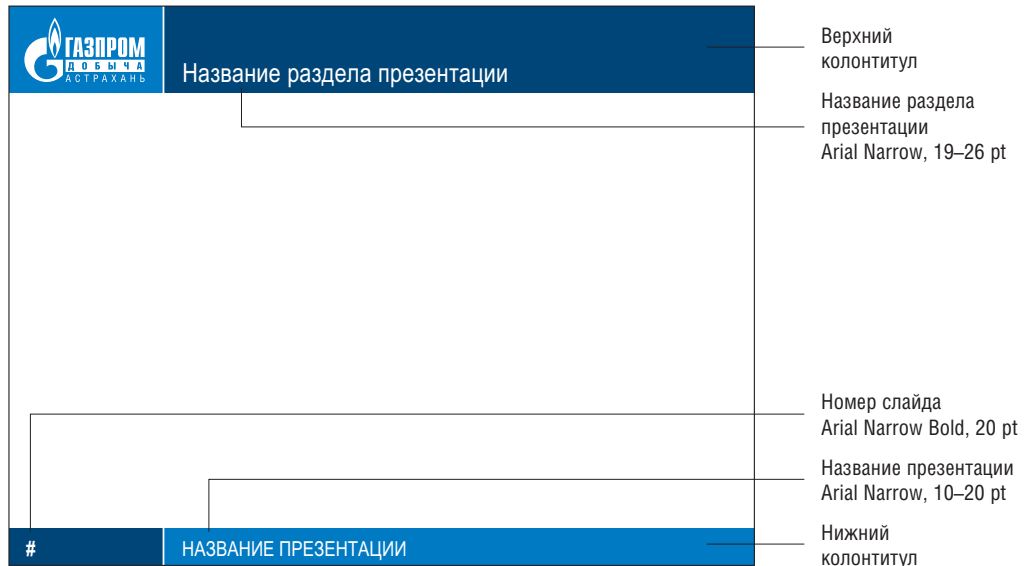 ГАЗПРОМ
ДОБЫЧА
АСТРАХАНЬ
Название раздела презентации
Верхний
колонтитул
Название раздела
презентации
Arial Narrow, 19–26 pt
Номер слайда
Arial Narrow Bold, 20 pt
Название презентации
Arial Narrow, 10–20 pt
#
НАЗВАНИЕ ПРЕЗЕНТАЦИИ
Нижний
колонтитул